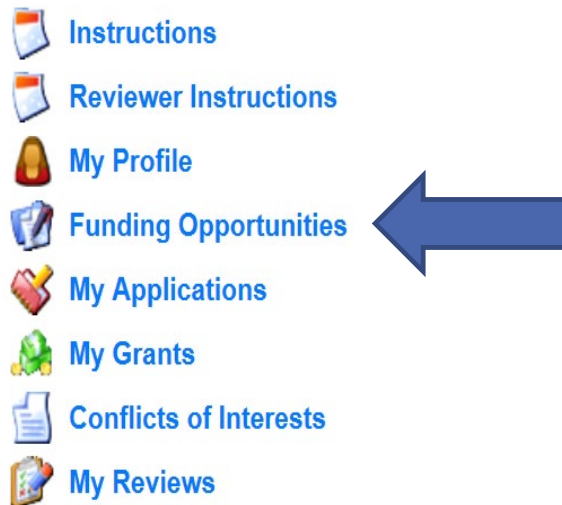 Instructions
Reviewer Instructions
My Profile
Funding Opportunities
My Applications
My Grants
Conflicts of Interests
My Reviews